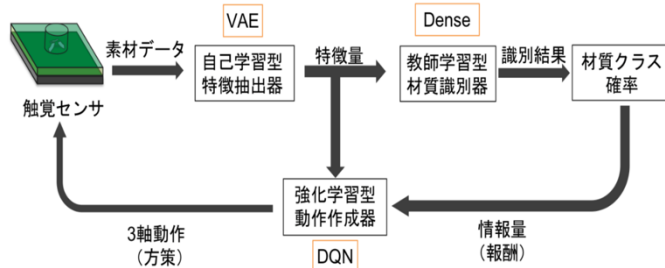 VAE
Dense
素材データ
自己学習型
特徴抽出器
特徴量
教師学習型
材質識別器
識別結果
材質クラス
確率
触覚センサ
強化学習型
動作作成器
DQN
3軸動作
（方策）
情報量
（報酬）